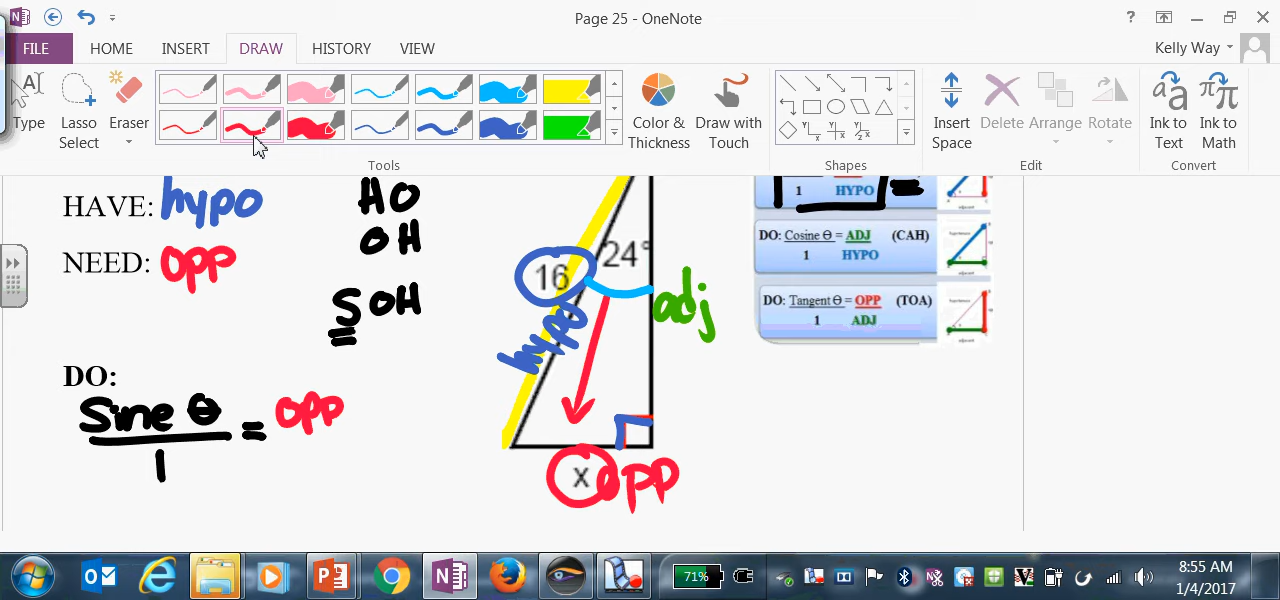 Page 25 - OneNote
?
FILE HOME INSERT DRAW HISTORY VIEW
Kelly Way
Type
Lasso
Select
Eraser
Color &
Thickness
Draw with
Touch
Insert
Space
Delete
Arrange
Rotate
Ink to
Text
Ink to
Math
Tools
Shapes
Edit
Convert
HAVE: hypo
NEED: opp
HO
OH
SOH
DO:
Sine θ = opp
1
24°
16
hypo
adj
x opp
1 HYPO
DO: Cosine Θ = ADJ (CAH)
1 HYPO
DO: Tangent Θ = OPP (TOA)
1 ADJ
71%
8:55 AM
1/4/2017